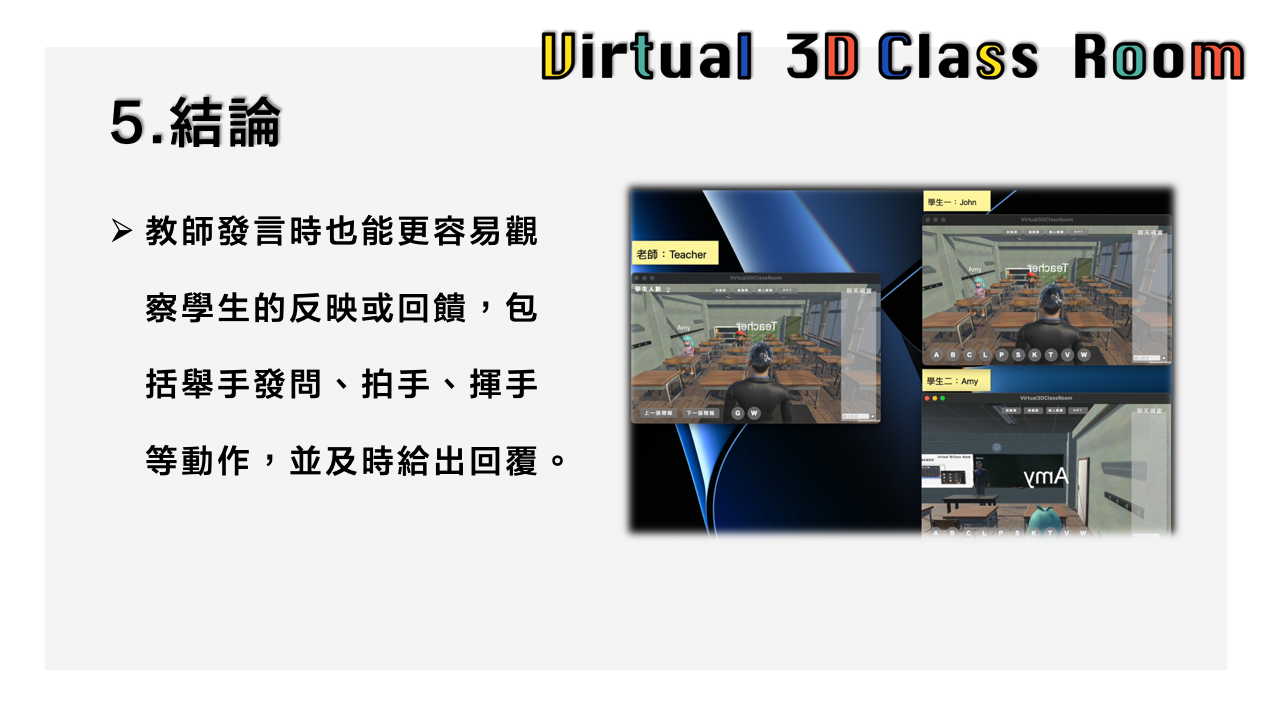 Virtual 3D Class Room
5.結論
➢ 教師發言時也能更容易觀
察學生的反映或回饋，包
括舉手發問、拍手、揮手
等動作，並及時給出回覆。
學生一：John
Virtual3DClassRoom
聊天視窗
Amy
Teacher
A B C L P S K T V W
老師：Teacher
Virtual3DClassRoom
學生人數 2
聊天視窗
Amy
Teacher
上一張簡報 下一張簡報 G W
學生二：Amy
Virtual3DClassRoom
聊天視窗
Amy
A B C L P S K T V W